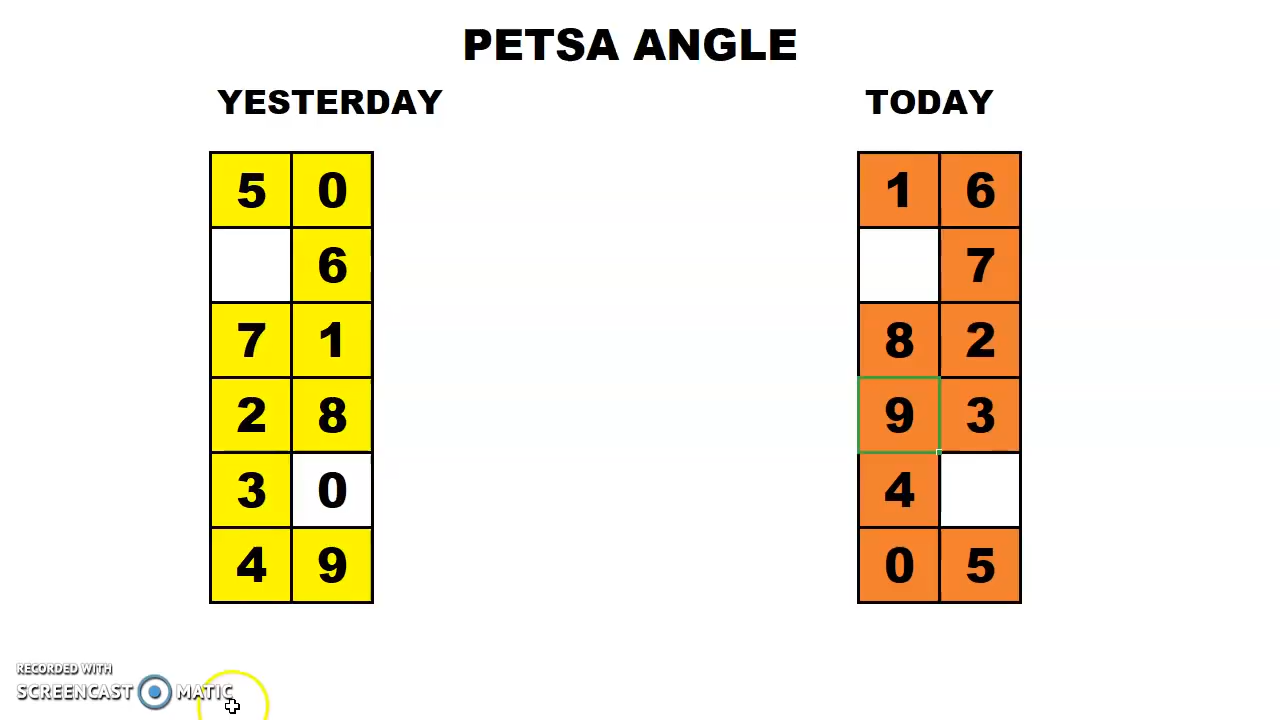 PETSA ANGLE
YESTERDAY TODAY
5 0 1 6
6 7
7 1 8 2
2 8 9 3
3 0 4
4 9 0 5
RECORDED WITH
SCREENCAST MATIC